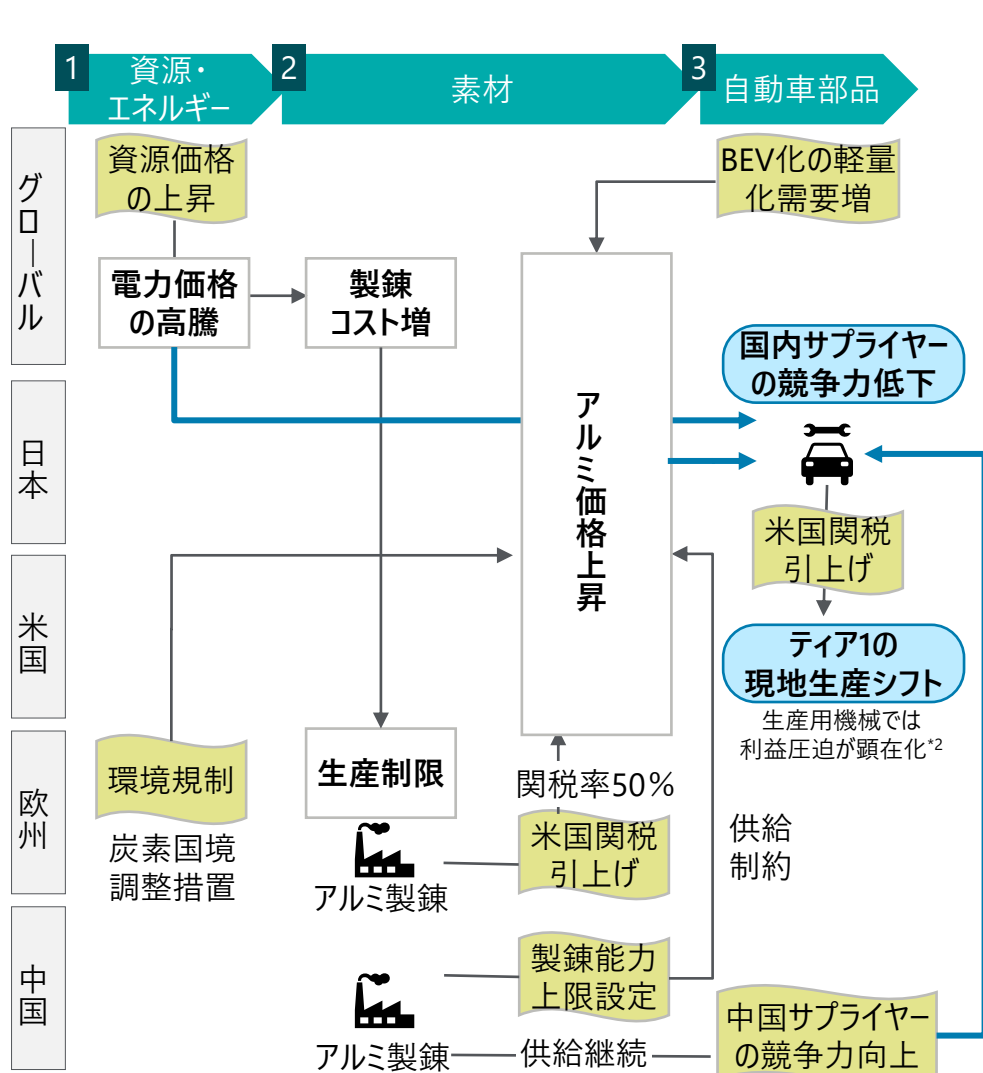 1
資源・
エネルギー
2
素材
3
自動車部品
グローバル
資源価格
の上昇
BEV化の軽量
化需要増
電力価格
の高騰
製錬
コスト増
国内サプライヤー
の競争力低下
日本
アルミ価格上昇
米国関税
引上げ
米国
ティア1の
現地生産シフト
生産用機械では
利益圧迫が顕在化*2
欧州
環境規制
炭素国境
調整措置
生産制限
アルミ製錬
関税率50%
米国関税
引上げ
供給
制約
中国
製錬能力
上限設定
アルミ製錬
供給継続
中国サプライヤー
の競争力向上